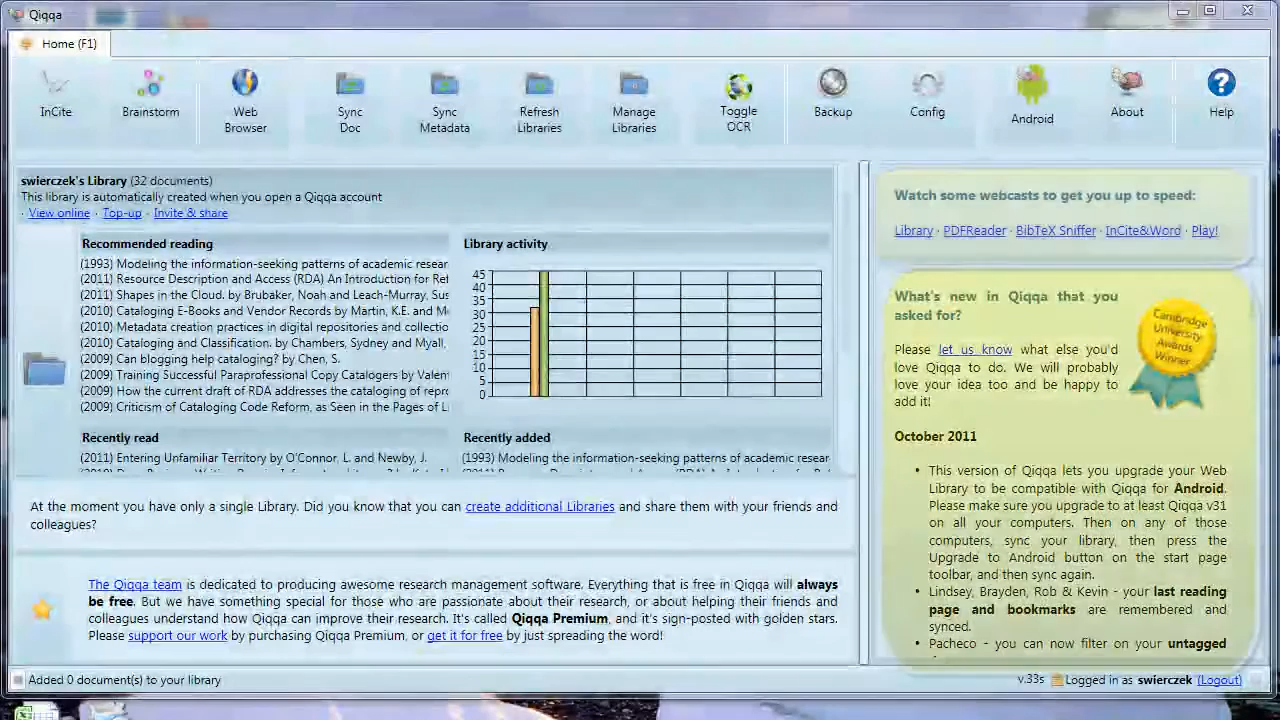 Qiqqa
Home (F1)
InCite
Brainstorm
Web
Browser
Sync
Doc
Sync
Metadata
Refresh
Libraries
Manage
Libraries
Toggle
OCR
Backup
Config
Android
About
Help
swierczek's Library (32 documents)
This library is automatically created when you open a Qiqqa account
· View online · Top-up · Invite & share
Recommended reading
(1993) Modeling the information-seeking patterns of academic resear
(2011) Resource Description and Access (RDA) An Introduction for Ref
(2011) Shapes in the Cloud. by Brubaker, Noah and Leach-Murray, Sus
(2010) Cataloging E-Books and Vendor Records by Martin, K.E. and M
(2010) Metadata creation practices in digital repositories and collectio
(2010) Cataloging and Classification. by Chambers, Sydney and Myall,
(2009) Can blogging help cataloging? by Chen, S.
(2009) Training Successful Paraprofessional Copy Catalogers by Valen
(2009) How the current draft of RDA addresses the cataloging of repro
(2009) Criticism of Cataloging Code Reform, as Seen in the Pages of L
Library activity
45
40
35
30
25
20
15
10
5
0
Recently read
(2011) Entering Unfamiliar Territory by O'Connor, L. and Newby, J.
Recently added
(1993) Modeling the information-seeking patterns of academic resear
At the moment you have only a single Library. Did you know that you can create additional Libraries and share them with your friends and
colleagues?
The Qiqqa team is dedicated to producing awesome research management software. Everything that is free in Qiqqa will always
be free. But we have something special for those who are passionate about their research, or about helping their friends and
colleagues understand how Qiqqa can improve their research. It's called Qiqqa Premium, and it's sign-posted with golden stars.
Please support our work by purchasing Qiqqa Premium, or get it for free by just spreading the word!
Watch some webcasts to get you up to speed:
Library · PDFReader · BibTeX Sniffer · InCite&Word · Play!
What's new in Qiqqa that you
asked for?
Please let us know what else you'd
love Qiqqa to do. We will probably
love your idea too and be happy to
add it!
Cambridge
University
Awards
Winner
October 2011
• This version of Qiqqa lets you upgrade your Web
Library to be compatible with Qiqqa for Android.
Please make sure you upgrade to at least Qiqqa v31
on all your computers. Then on any of those
computers, sync your library, then press the
Upgrade to Android button on the start page
toolbar, and then sync again.
• Lindsey, Brayden, Rob & Kevin - your last reading
page and bookmarks are remembered and
synced.
• Pacheco - you can now filter on your untagged
Added 0 document(s) to your library
v.33s
Logged in as swierczek (Logout)